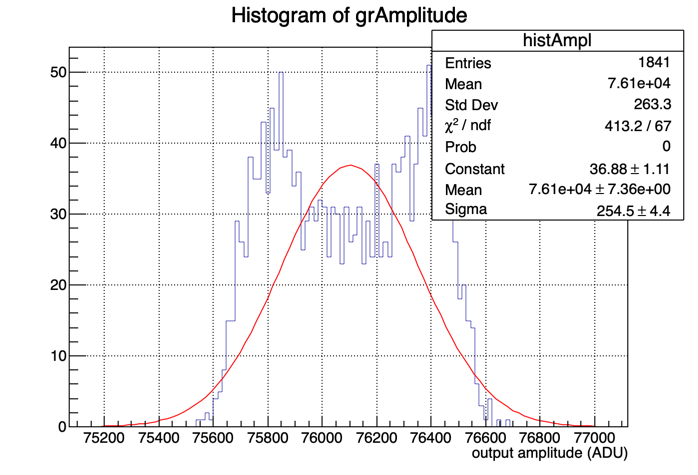 Histogram of grAmplitude
histAmpl
Entries 1841
Mean 7.61e+04
Std Dev 263.3
χ² / ndf 413.2 / 67
Prob 0
Constant 36.88 ± 1.11
Mean 7.61e+04 ± 7.36e+00
Sigma 254.5 ± 4.4
50
40
30
20
10
0
75200 75400 75600 75800 76000 76200 76400 76600 76800 77000
output amplitude (ADU)